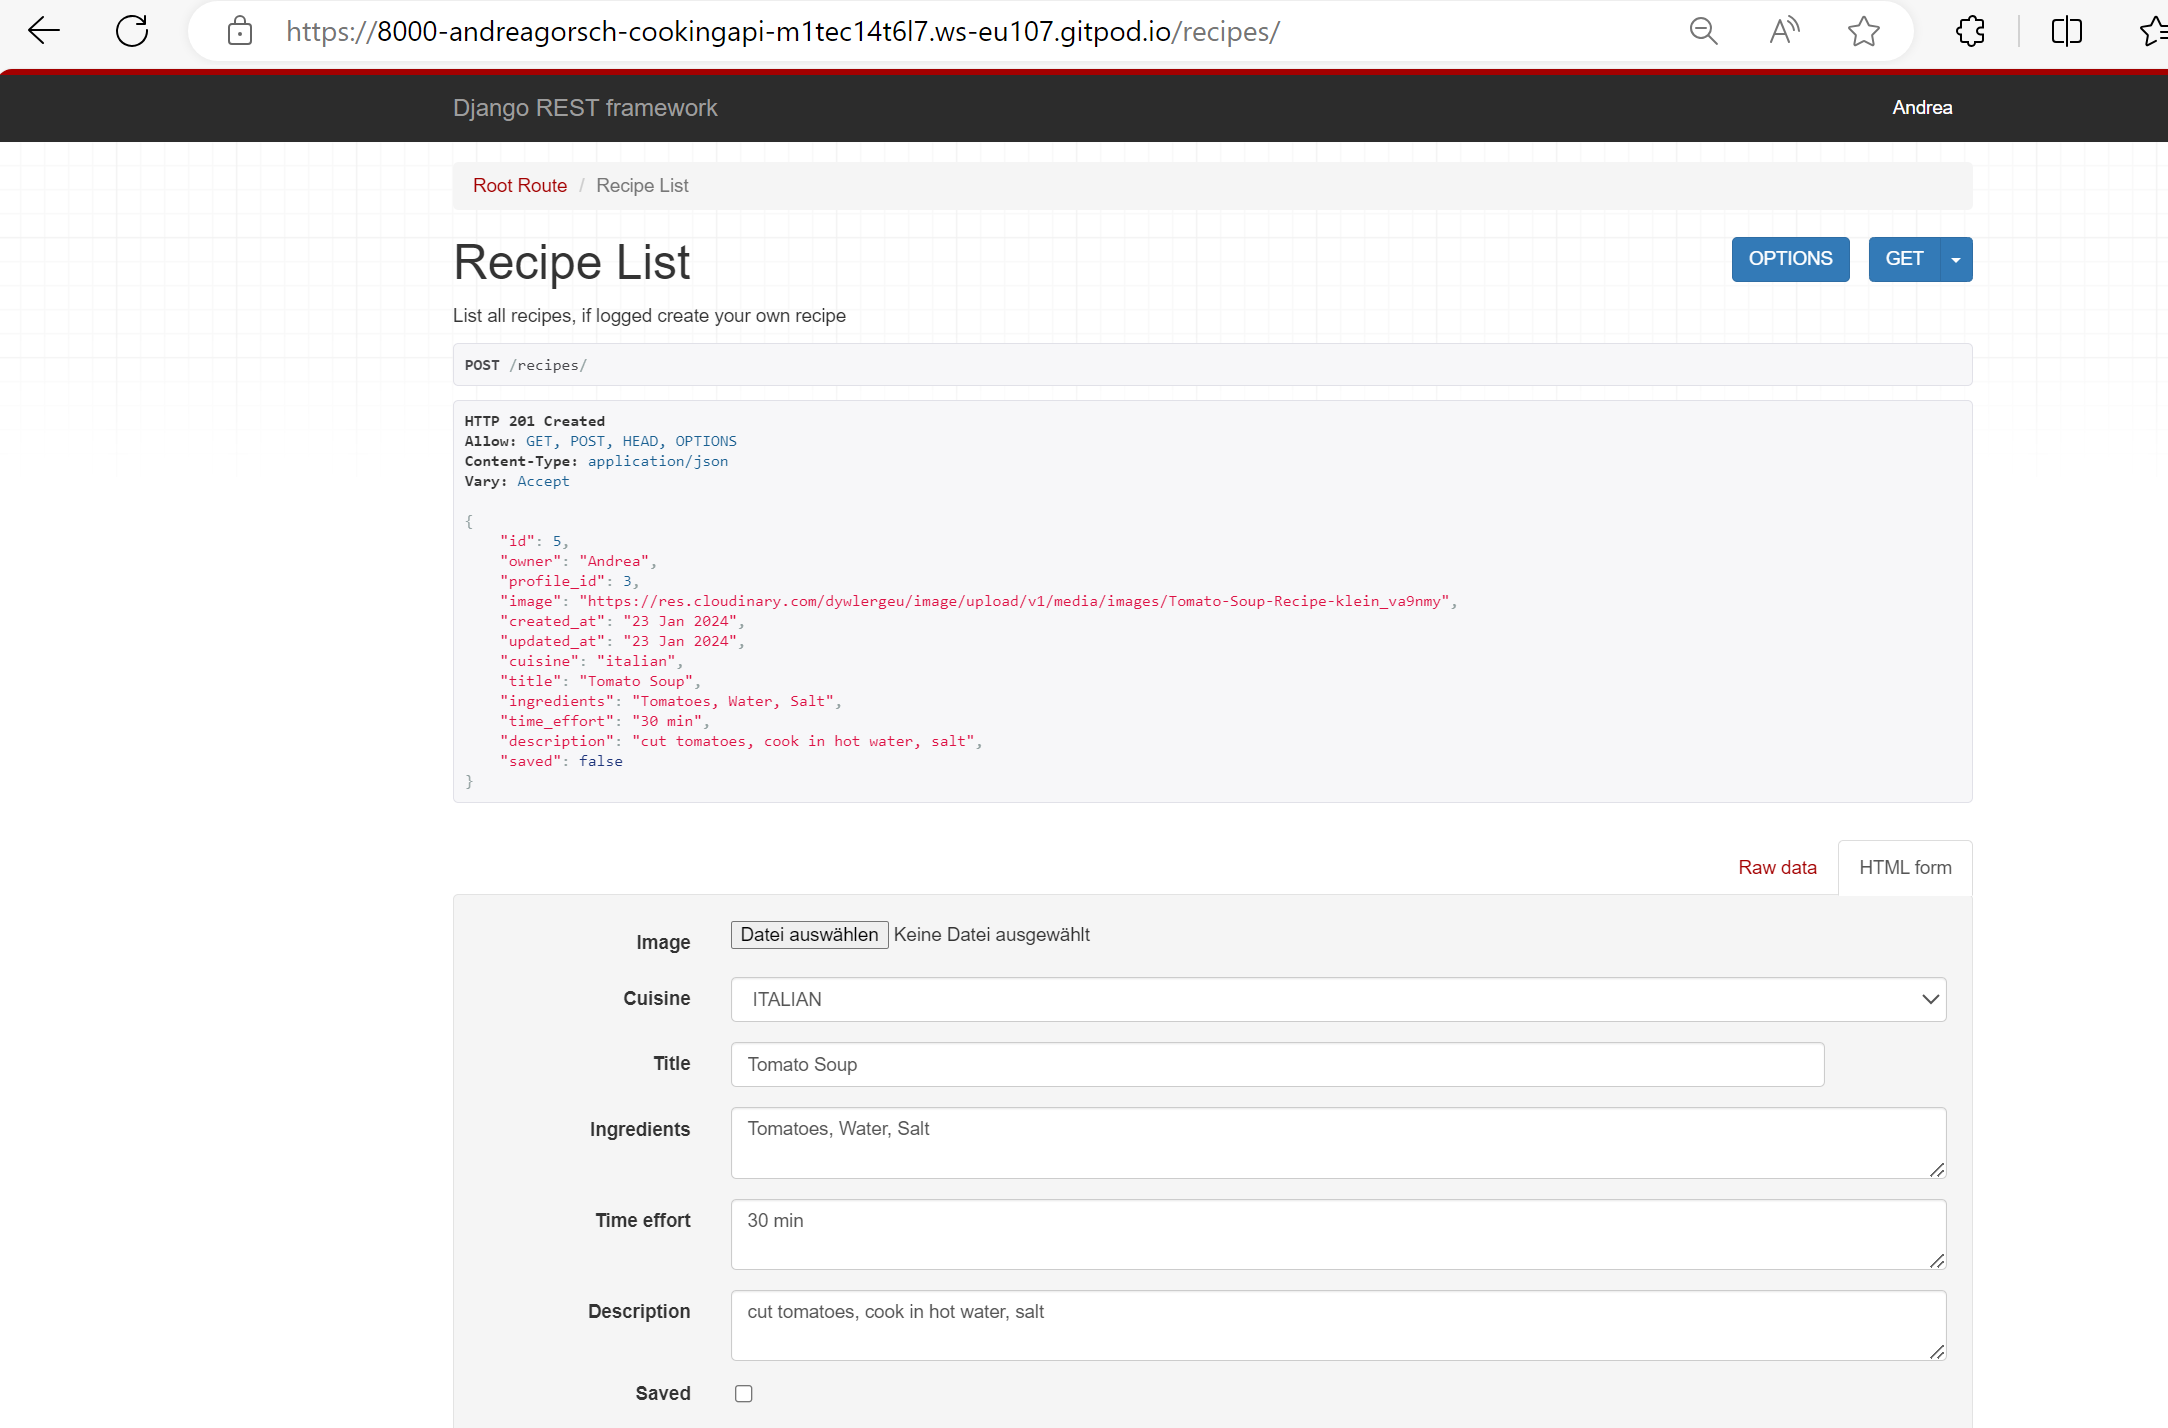 https://8000-andreagorsch-cookingapi-m1tec14t6l7.ws-eu107.gitpod.io/recipes/
Django REST framework
Andrea
Root Route / Recipe List
Recipe List
OPTIONS
GET
List all recipes, if logged create your own recipe
POST /recipes/
HTTP 201 Created
Allow: GET, POST, HEAD, OPTIONS
Content-Type: application/json
Vary: Accept
{
"id": 5,
"owner": "Andrea",
"profile_id": 3,
"image": "https://res.cloudinary.com/dywlergeu/image/upload/v1/media/images/Tomato-Soup-Recipe-klein_va9nmy",
"created_at": "23 Jan 2024",
"updated_at": "23 Jan 2024",
"cuisine": "italian",
"title": "Tomato Soup",
"ingredients": "Tomatoes, Water, Salt",
"time_effort": "30 min",
"description": "cut tomatoes, cook in hot water, salt",
"saved": false
}
Raw data
HTML form
Image Datei auswählen Keine Datei ausgewählt
Cuisine ITALIAN
Title Tomato Soup
Ingredients Tomatoes, Water, Salt
Time effort 30 min
Description cut tomatoes, cook in hot water, salt
Saved